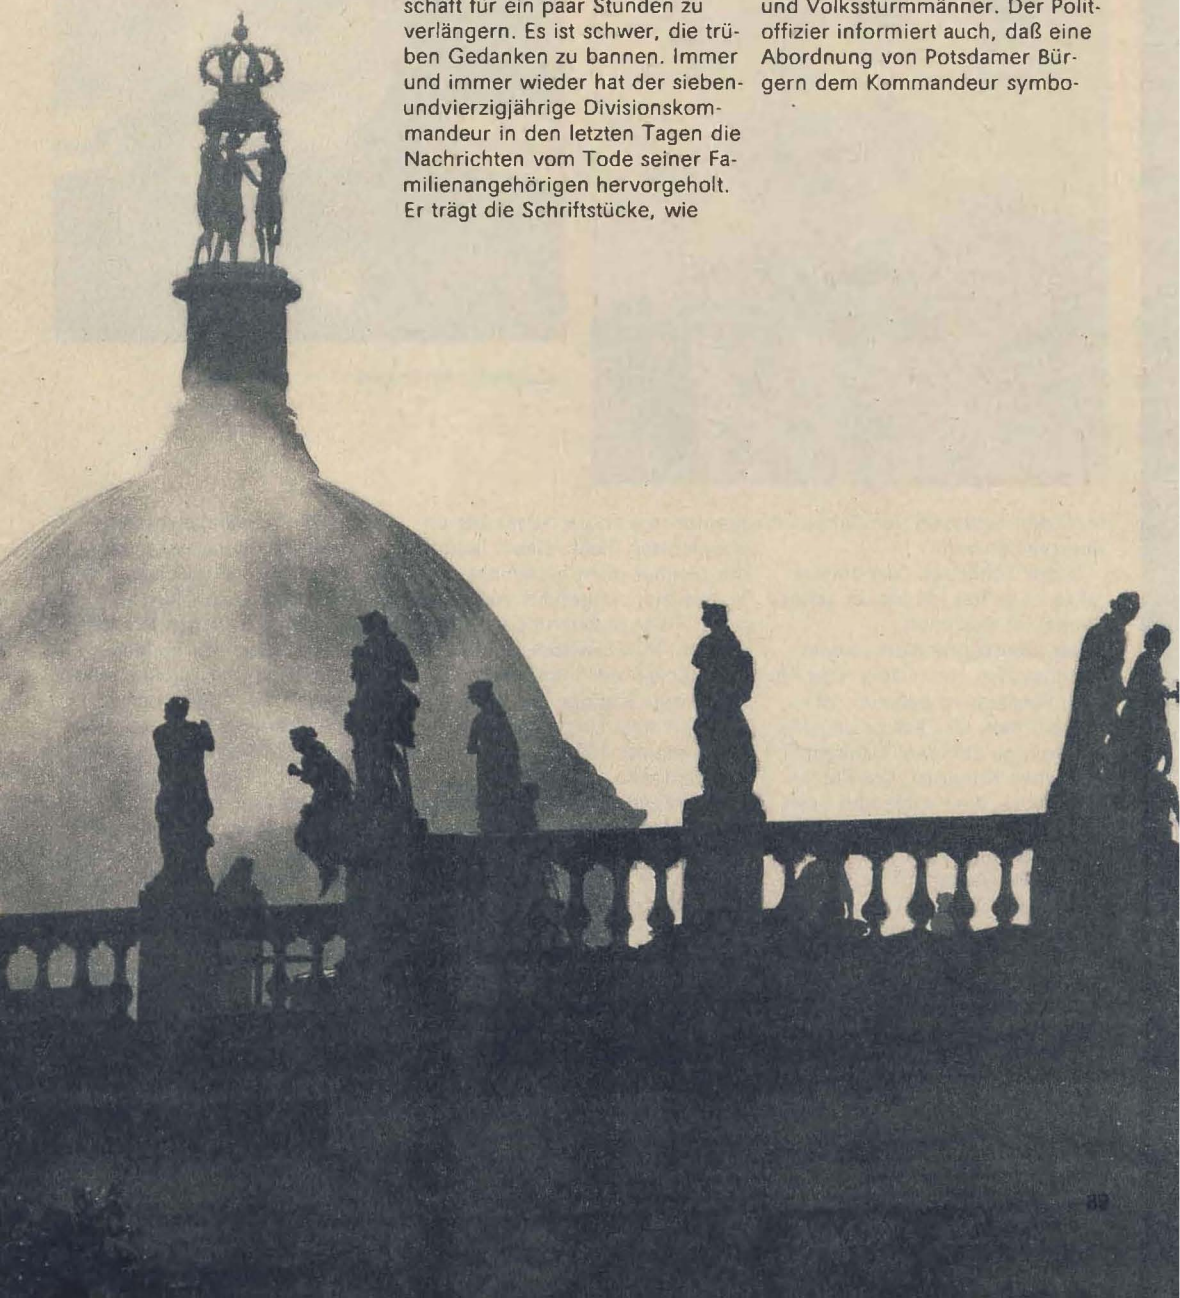 schaft für ein paar Stunden zu
verlängern. Es ist schwer, die trü-
ben Gedanken zu bannen. Immer
und immer wieder hat der sieben-
undvierzigjährige Divisionskom-
mandeur in den letzten Tagen die
Nachrichten vom Tode seiner Fa-
milienangehörigen hervorgeholt.
Er trägt die Schriftstücke, wie
und Volkssturmmänner. Der Polit-
offizier informiert auch, daß eine
Abordnung von Potsdamer Bür-
gern dem Kommandeur symbo-
89